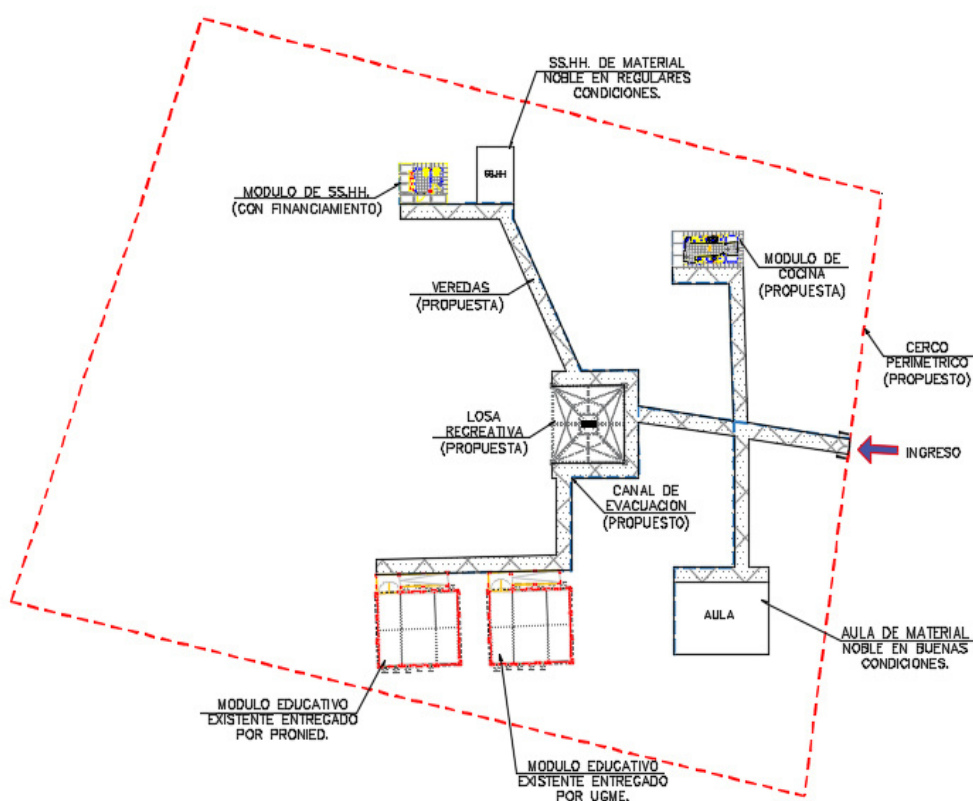 SS.HH. DE MATERIAL
NOBLE EN REGULARES
CONDICIONES.
SS.HH
MODULO DE SS.HH.
(CON FINANCIAMIENTO)
MODULO DE
COCINA
(PROPUESTA)
VEREDAS
(PROPUESTA)
CERCO
PERIMETRICO
(PROPUESTO)
LOSA
RECREATIVA
(PROPUESTA)
INGRESO
CANAL DE
EVACUACION
(PROPUESTO)
AULA
AULA DE MATERIAL
NOBLE EN BUENAS
CONDICIONES.
MODULO EDUCATIVO
EXISTENTE ENTREGADO
POR PRONIED.
MODULO EDUCATIVO
EXISTENTE ENTREGADO
POR UGME.